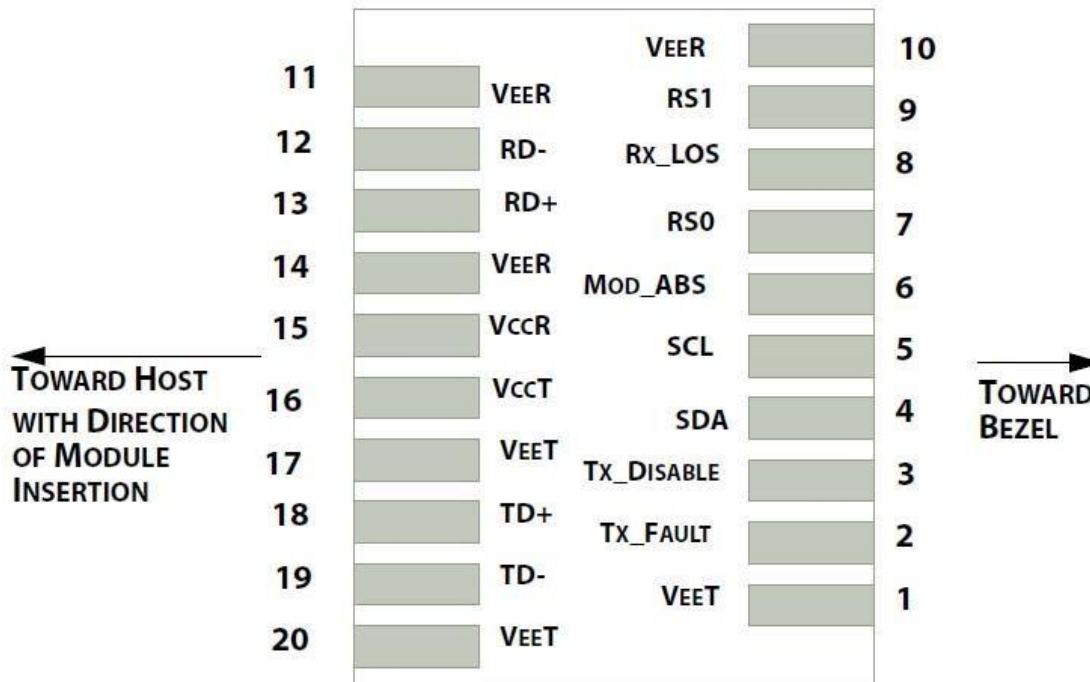 11 VEER
12 RD-
13 RD+
14 VEER
15 VCCR
16 VCCT
17 VEET
18 TD+
19 TD-
20 VEET
VEER 10
RS1 9
RX_LOS 8
RS0 7
MOD_ABS 6
SCL 5
SDA 4
TX_DISABLE 3
TX_FAULT 2
VEET 1
TOWARD HOST
WITH DIRECTION
OF MODULE
INSERTION
TOWARD
BEZEL